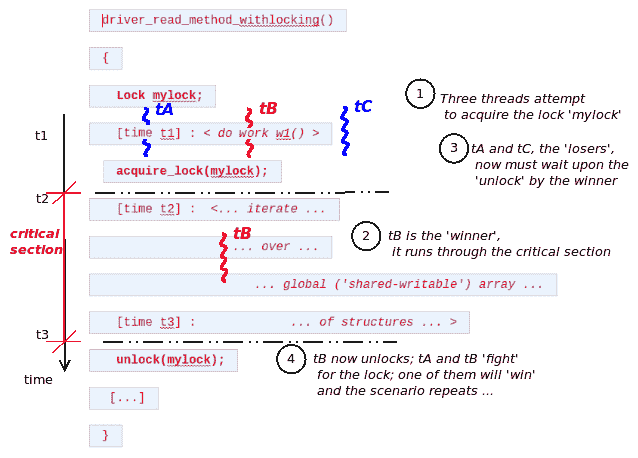 driver_read_method_withlocking()
{
Lock mylock;
tA
tB
tC
1
Three threads attempt
to acquire the lock 'mylock'
t1
[time t1] : < do work w1() >
3
tA and tC, the 'losers',
now must wait upon the
'unlock' by the winner
acquire_lock(mylock);
t2
[time t2] : <... iterate ...
critical
section
tB
... over ...
2
tB is the 'winner',
it runs through the critical section
... global ('shared-writable') array ...
[time t3] : ... of structures ... >
t3
unlock(mylock);
4
tB now unlocks; tA and tB 'fight'
for the lock; one of them will 'win'
and the scenario repeats ...
time
[...]
}